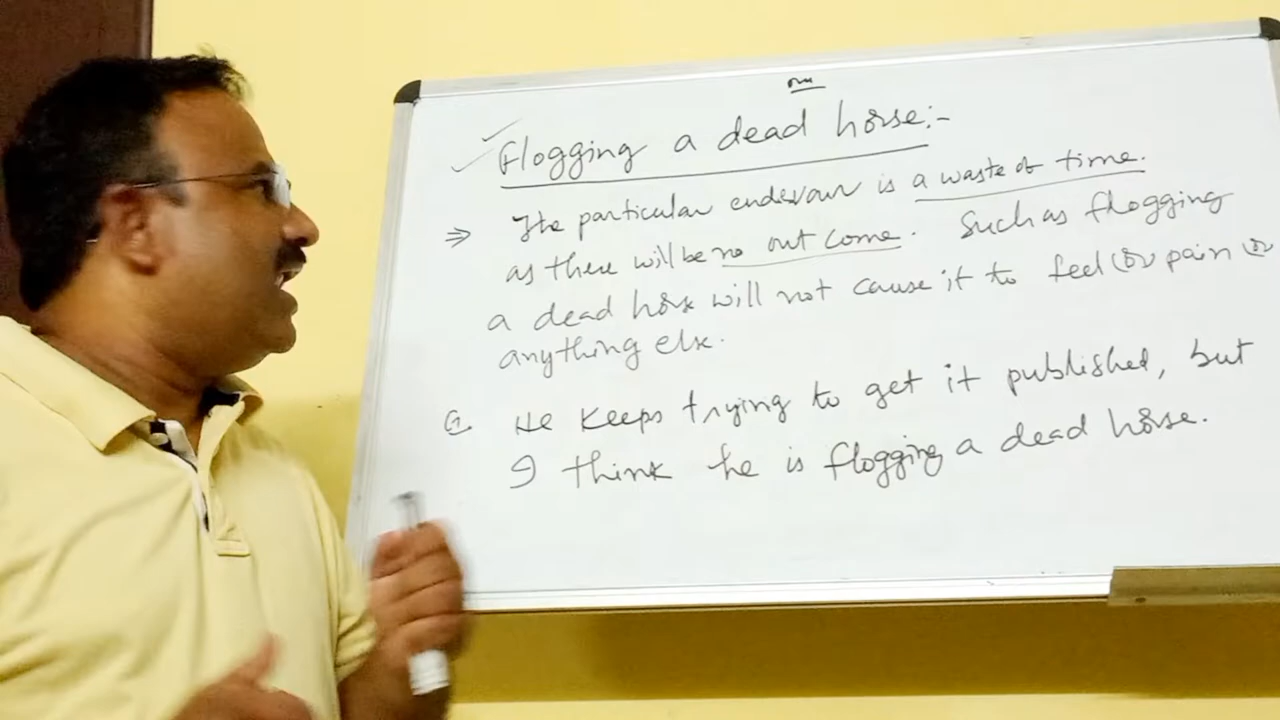 Flogging a dead horse:-
⇒ The particular endevour is a waste of time.
as there will be no out come. Such as flogging
a dead horse will not cause it to feel (or) pain (or)
anything else.
He keeps trying to get it published, but
I think he is flogging a dead horse.